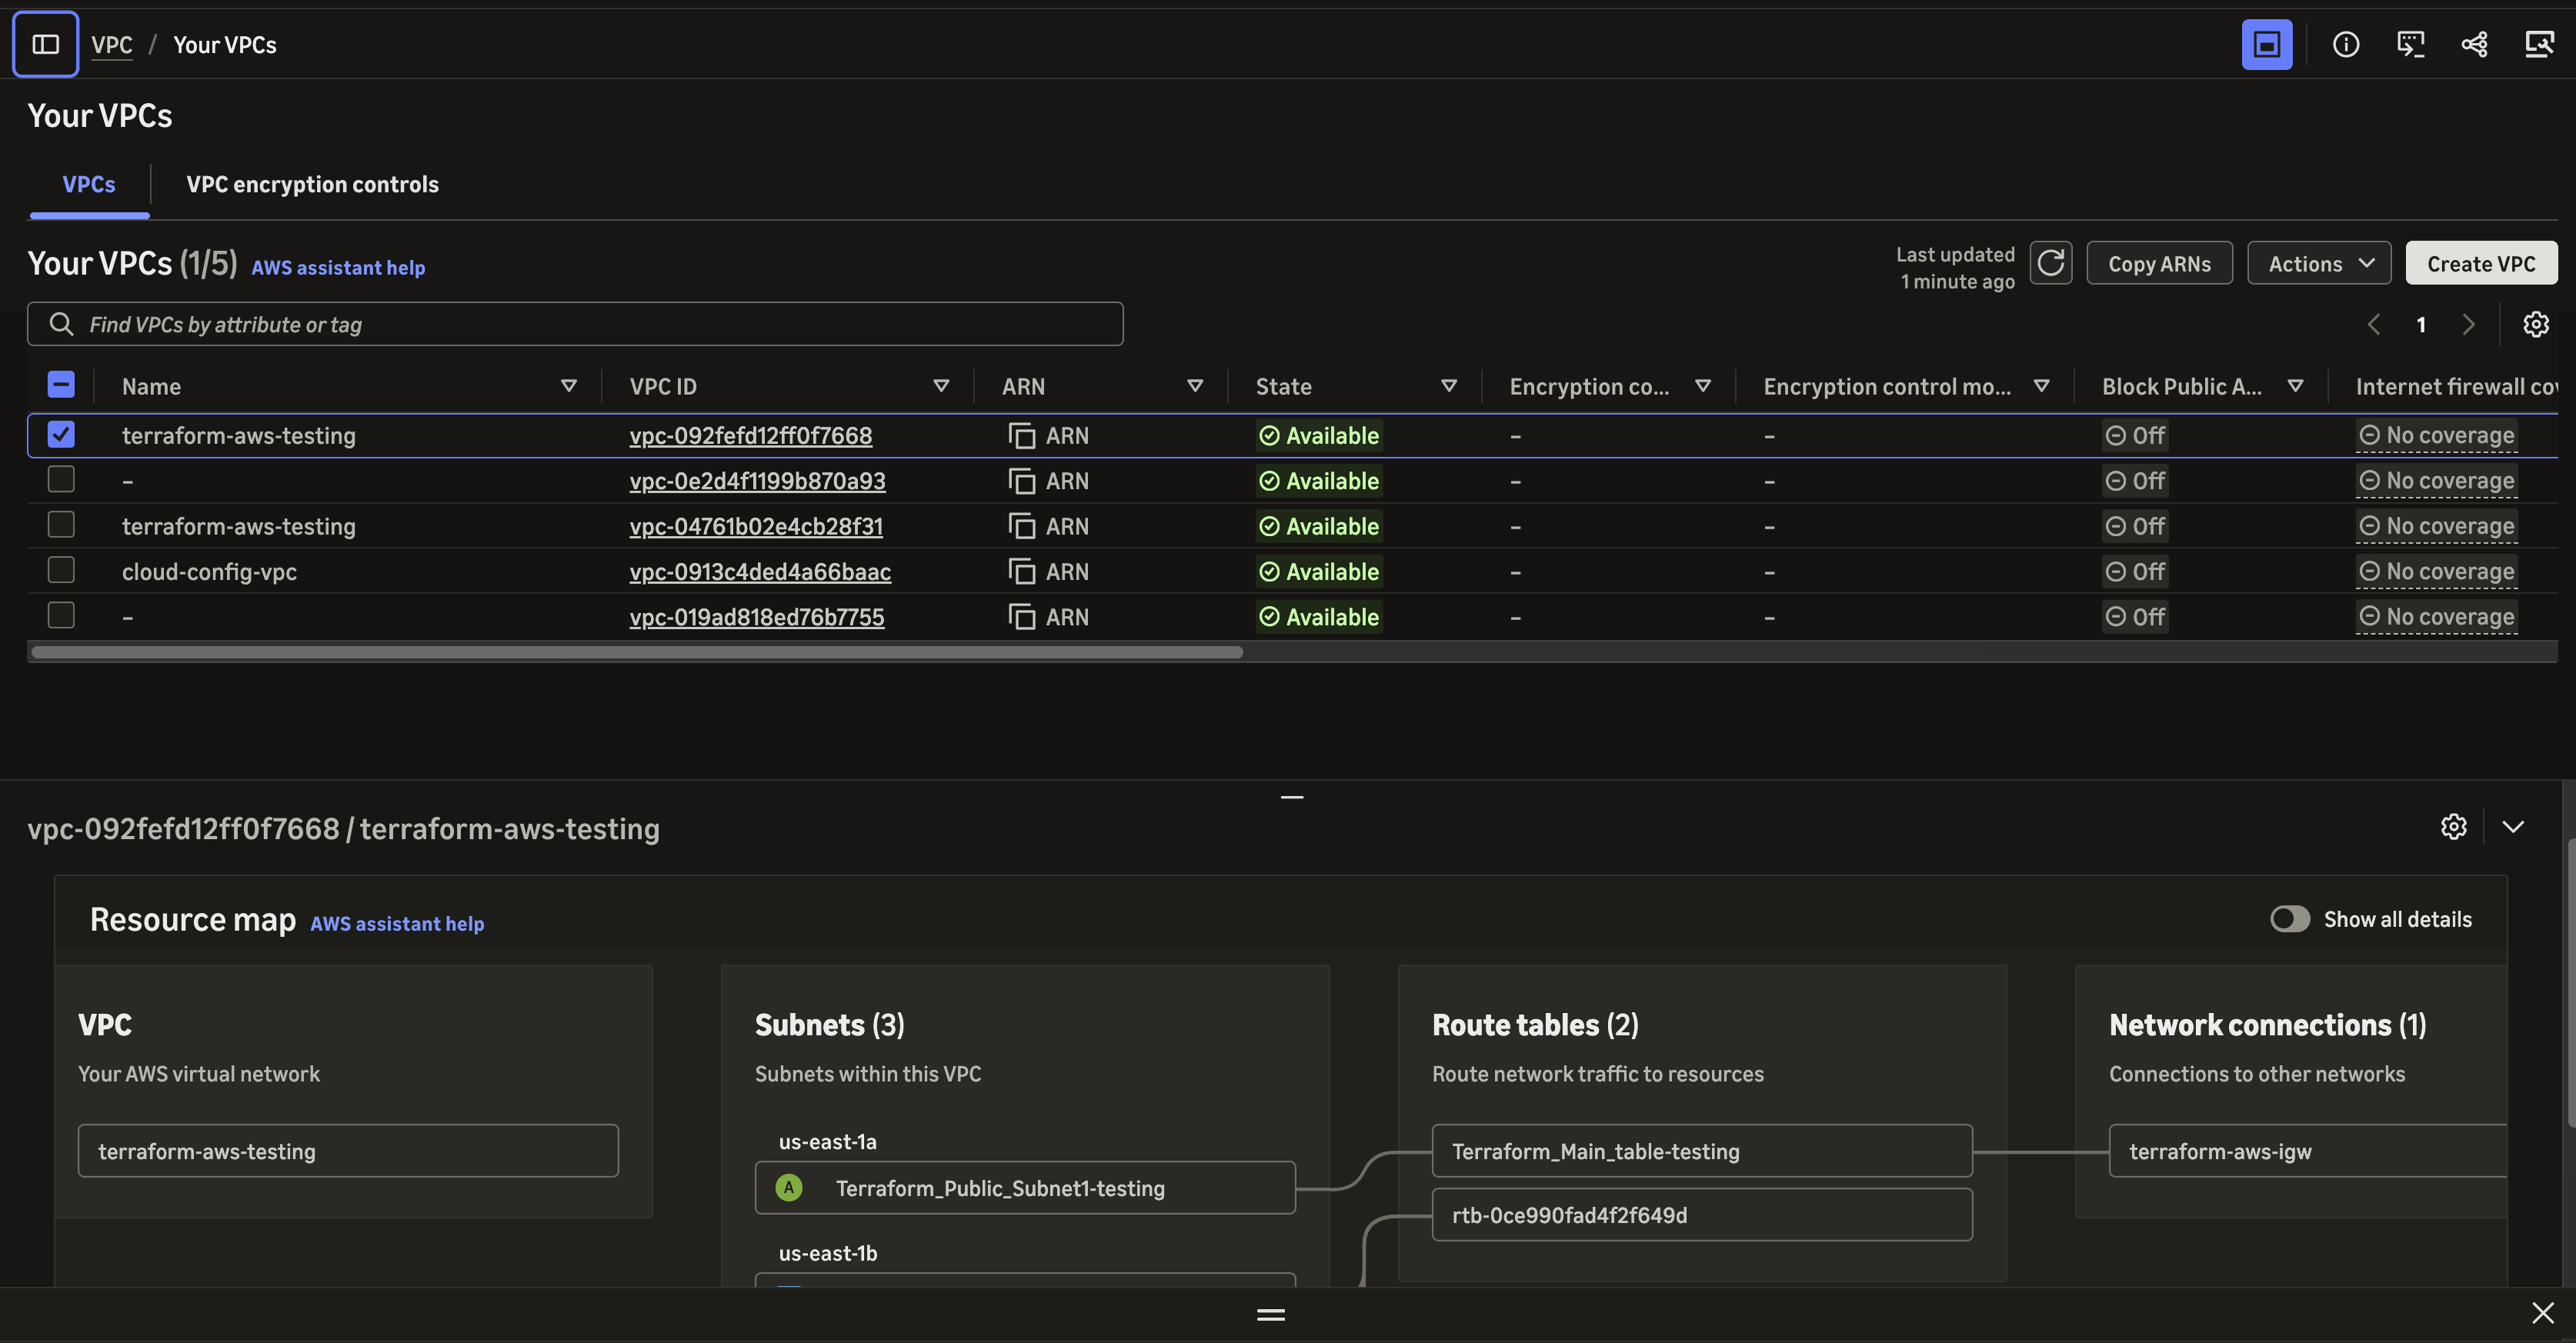 VPC / Your VPCs
Your VPCs
VPCs
VPC encryption controls
Your VPCs (1/5) AWS assistant help
Last updated
1 minute ago
Copy ARNs
Actions
Create VPC
Find VPCs by attribute or tag
1
Name VPC ID ARN State Encryption co... Encryption control mo... Block Public A... Internet firewall
terraform-aws-testing vpc-092fefd12ff0f7668 ARN Available – – Off No coverage
– vpc-0e2d4f1199b870a93 ARN Available – – Off No coverage
terraform-aws-testing vpc-04761b02e4cb28f31 ARN Available – – Off No coverage
cloud-config-vpc vpc-0913c4ded4a66baac ARN Available – – Off No coverage
– vpc-019ad818ed76b7755 ARN Available – – Off No coverage
vpc-092fefd12ff0f7668 / terraform-aws-testing
Resource map AWS assistant help
Show all details
VPC
Your AWS virtual network
terraform-aws-testing
Subnets (3)
Subnets within this VPC
us-east-1a
A Terraform_Public_Subnet1-testing
us-east-1b
Route tables (2)
Route network traffic to resources
Terraform_Main_table-testing
rtb-0ce990fad4f2f649d
Network connections (1)
Connections to other networks
terraform-aws-igw